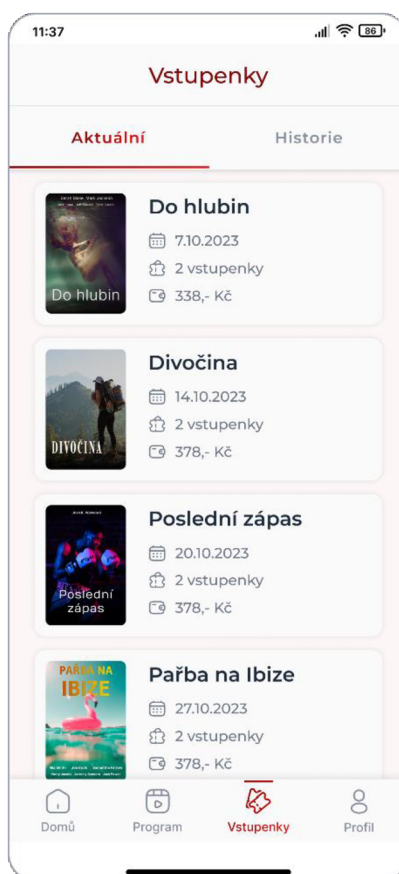 11:37
86
Vstupenky
Aktuální
Historie
Do hlubin
Do hlubin
7.10.2023
2 vstupenky
338,- Kč
DIVOČINA
Divočina
14.10.2023
2 vstupenky
378,- Kč
Poslední
zápas
Poslední zápas
20.10.2023
2 vstupenky
378,- Kč
PAŘBA NA
IBIZE
Pařba na Ibize
27.10.2023
2 vstupenky
378,- Kč
Domů
Program
Vstupenky
Profil